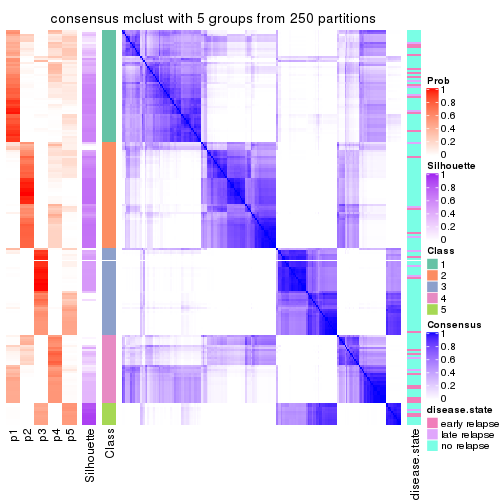 consensus mclust with 5 groups from 250 partitions
Prob
1
0.8
0.6
0.4
0.2
0
Silhouette
1
0.8
0.6
0.4
0.2
0
Class
1
2
3
4
5
Consensus
1
0.8
0.6
0.4
0.2
0
disease.state
early relapse
late relapse
no relapse
p1
p2
p3
p4
p5
Silhouette
Class
disease.state